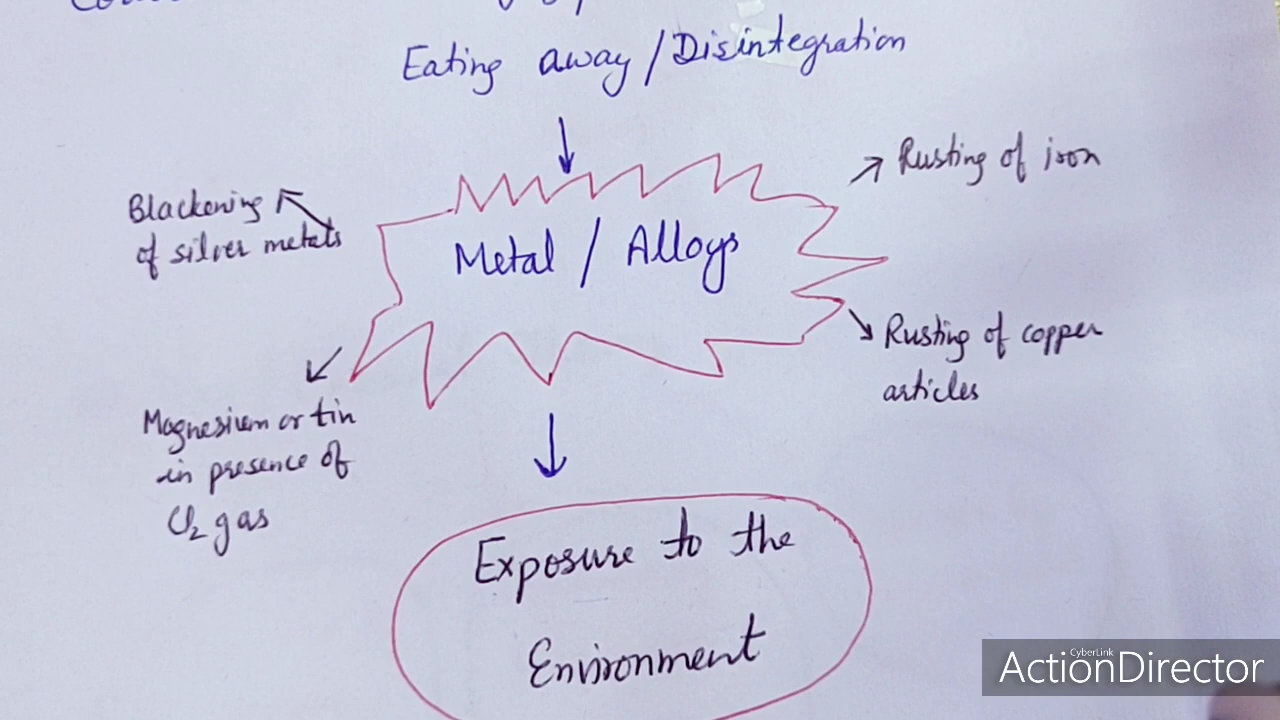 Eating away / Disintegration
Rusting of iron
Blackening
of silver metals
Metal / Alloys
Rusting of copper
articles
Magnesium or tin
in presence of
Cl₂ gas
Exposure to the
Environment
CyberLink
ActionDirector